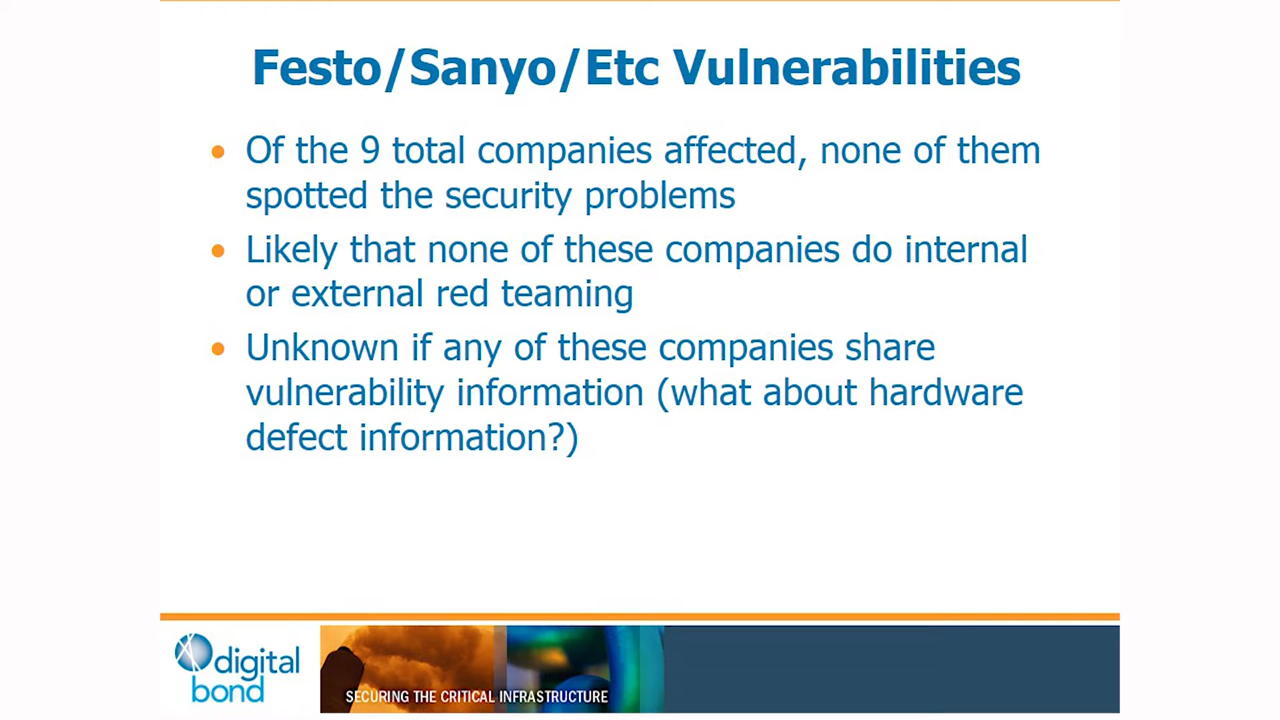 Festo/Sanyo/Etc Vulnerabilities
• Of the 9 total companies affected, none of them
spotted the security problems
• Likely that none of these companies do internal
or external red teaming
• Unknown if any of these companies share
vulnerability information (what about hardware
defect information?)
digital
bond
SECURING THE CRITICAL INFRASTRUCTURE